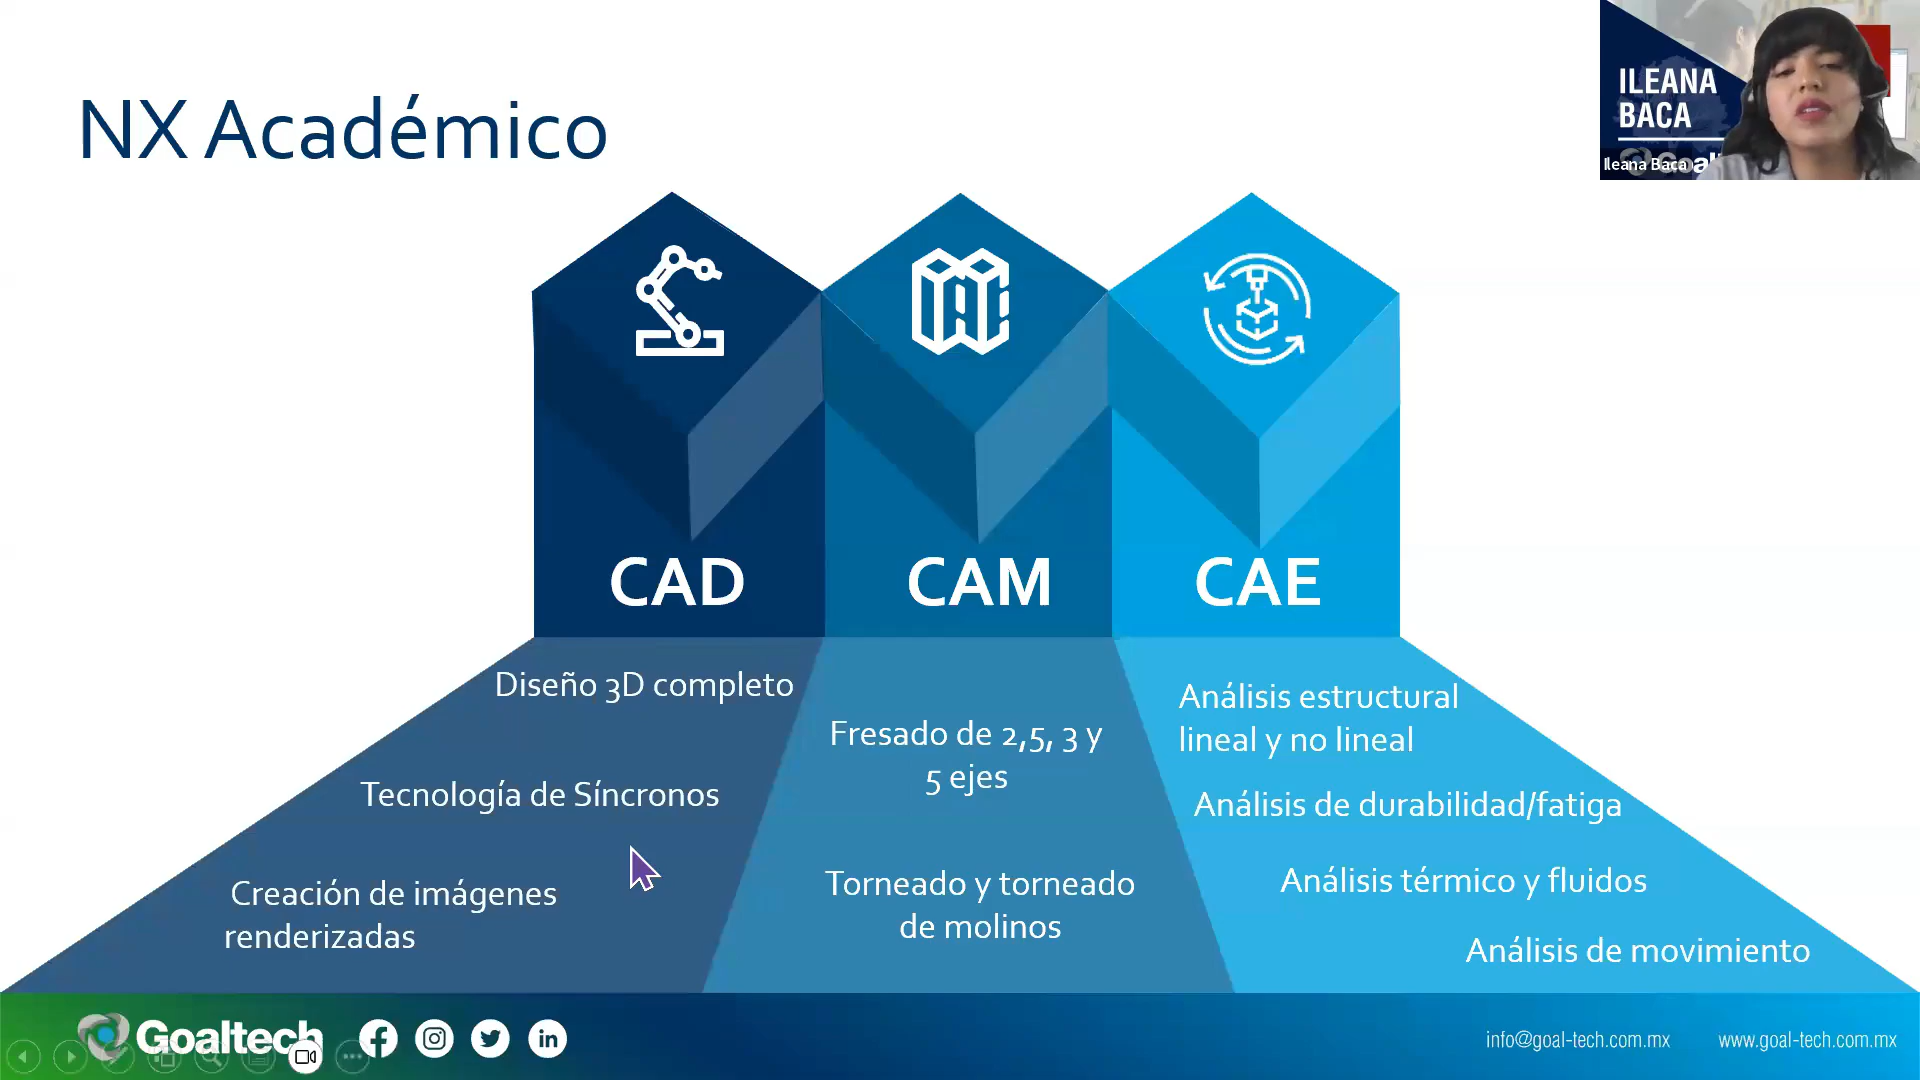 NX Académico
ILEANA
BACA
Ileana Baca
CAD
CAM
CAE
Diseño 3D completo
Tecnología de Síncronos
Creación de imágenes
renderizadas
Fresado de 2,5, 3 y
5 ejes
Torneado y torneado
de molinos
Análisis estructural
lineal y no lineal
Análisis de durabilidad/fatiga
Análisis térmico y fluidos
Análisis de movimiento
Goaltech
info@goal-tech.com.mx
www.goal-tech.com.mx